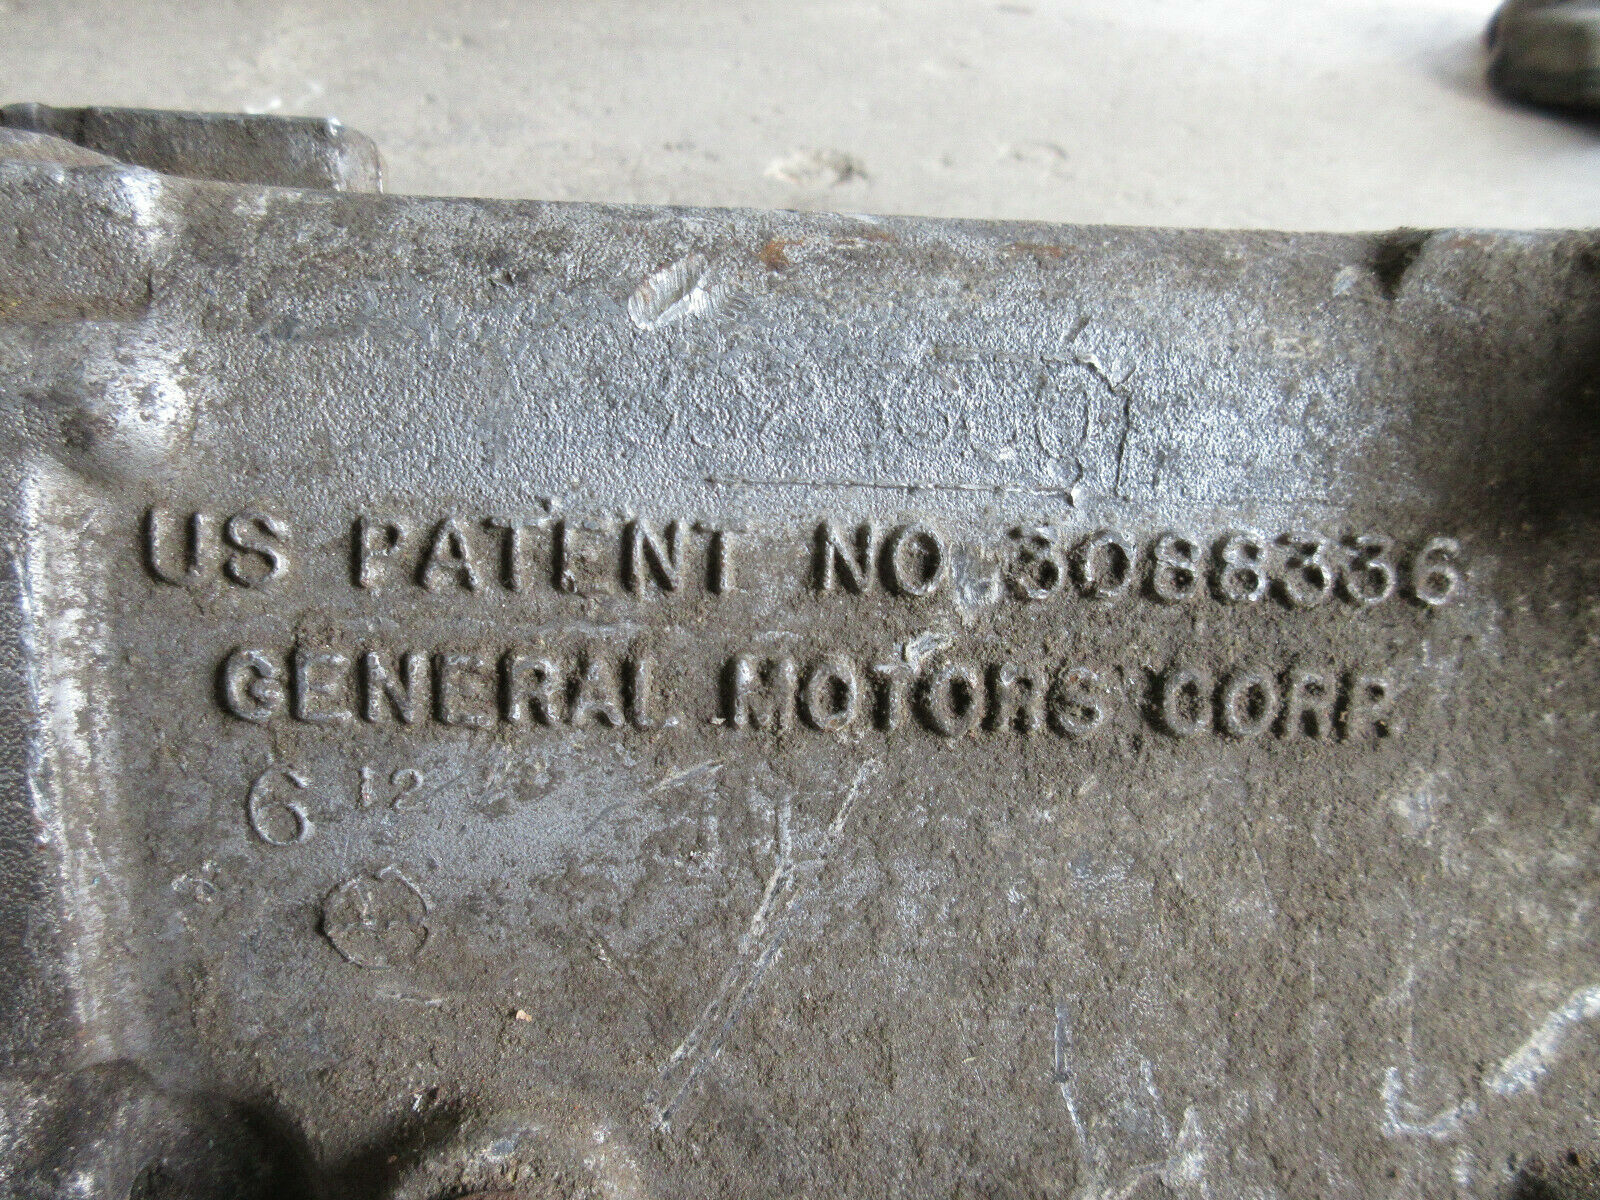 US PATENT NO. 3088336
GENERAL MOTORS CORP.
6 12